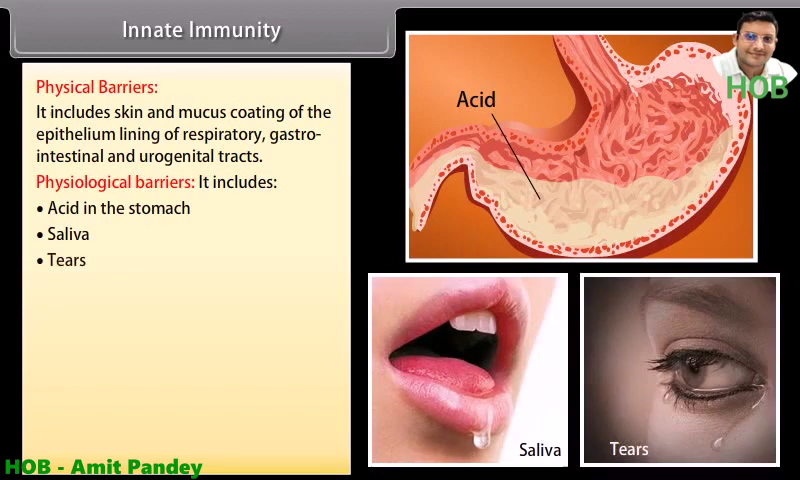 Innate Immunity
Physical Barriers:
It includes skin and mucus coating of the
epithelium lining of respiratory, gastro-
intestinal and urogenital tracts.
Physiological barriers: It includes:
• Acid in the stomach
• Saliva
• Tears
Acid
HOB
Saliva
Tears
HOB - Amit Pandey